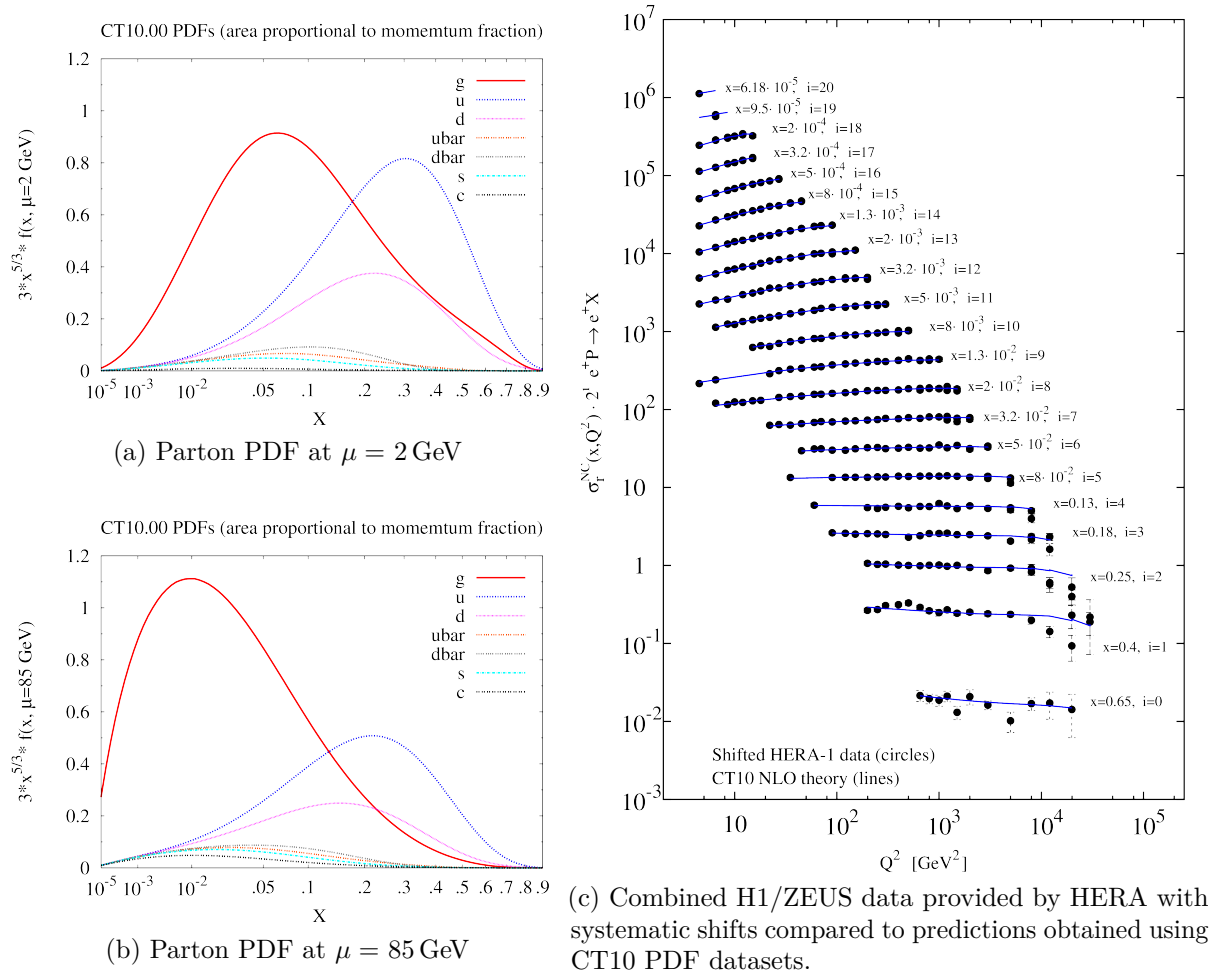 CT10.00 PDFs (area proportional to momemtum fraction)
3*x^5/3* f(x, μ=2 GeV)
1.2
1
0.8
0.6
0.4
0.2
0
g
u
d
ubar
dbar
s
c
10^-5 10^-3 10^-2 .05 .1 .2 .3 .4 .5 .6 .7 .8 .9
X
(a) Parton PDF at μ = 2 GeV
CT10.00 PDFs (area proportional to momemtum fraction)
3*x^5/3* f(x, μ=85 GeV)
1.2
1
0.8
0.6
0.4
0.2
0
g
u
d
ubar
dbar
s
c
10^-5 10^-3 10^-2 .05 .1 .2 .3 .4 .5 .6 .7 .8 .9
X
(b) Parton PDF at μ = 85 GeV
σ_r^NC(x,Q^2) · 2^i e^+P → e^+X
10^7
10^6
10^5
10^4
10^3
10^2
10
1
10^-1
10^-2
10^-3
x=6.18· 10^-5, i=20
x=9.5· 10^-5, i=19
x=2· 10^-4, i=18
x=3.2· 10^-4, i=17
x=5· 10^-4, i=16
x=8· 10^-4, i=15
x=1.3· 10^-3, i=14
x=2· 10^-3, i=13
x=3.2· 10^-3, i=12
x=5· 10^-3, i=11
x=8· 10^-3, i=10
x=1.3· 10^-2, i=9
x=2· 10^-2, i=8
x=3.2· 10^-2, i=7
x=5· 10^-2, i=6
x=8· 10^-2, i=5
x=0.13, i=4
x=0.18, i=3
x=0.25, i=2
x=0.4, i=1
x=0.65, i=0
Shifted HERA-1 data (circles)
CT10 NLO theory (lines)
10 10^2 10^3 10^4 10^5
Q^2 [GeV^2]
(c) Combined H1/ZEUS data provided by HERA with
systematic shifts compared to predictions obtained using
CT10 PDF datasets.